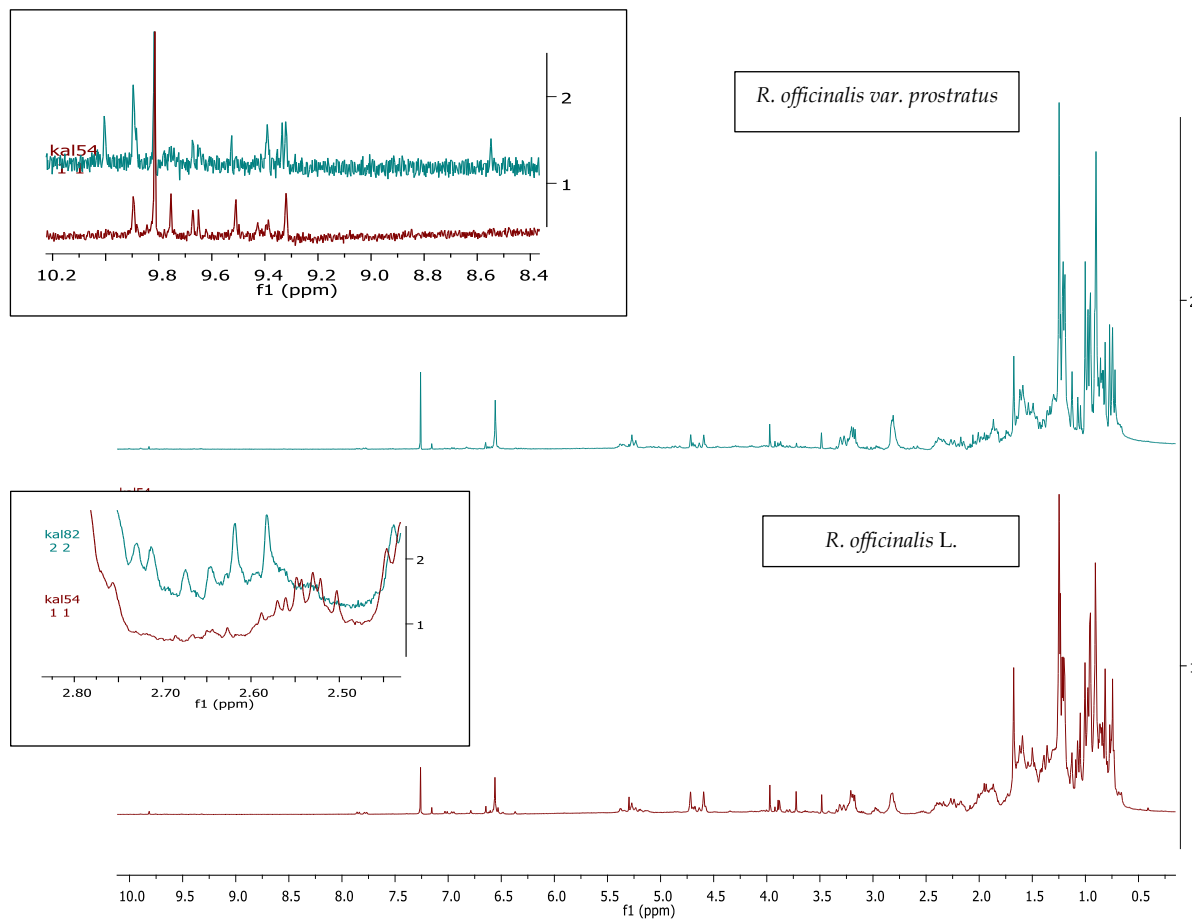 kal54
1 1
2
1
10.2 9.8 9.6 9.4 9.2 9.0 8.8 8.6 8.4
f1 (ppm)
R. officinalis var. prostratus
2
kal82
2 2
kal54
1 1
2
1
2.80 2.70 2.60 2.50
f1 (ppm)
R. officinalis L.
1
10.0 9.5 9.0 8.5 8.0 7.5 7.0 6.5 6.0 5.5 5.0 4.5 4.0 3.5 3.0 2.5 2.0 1.5 1.0 0.5
f1 (ppm)